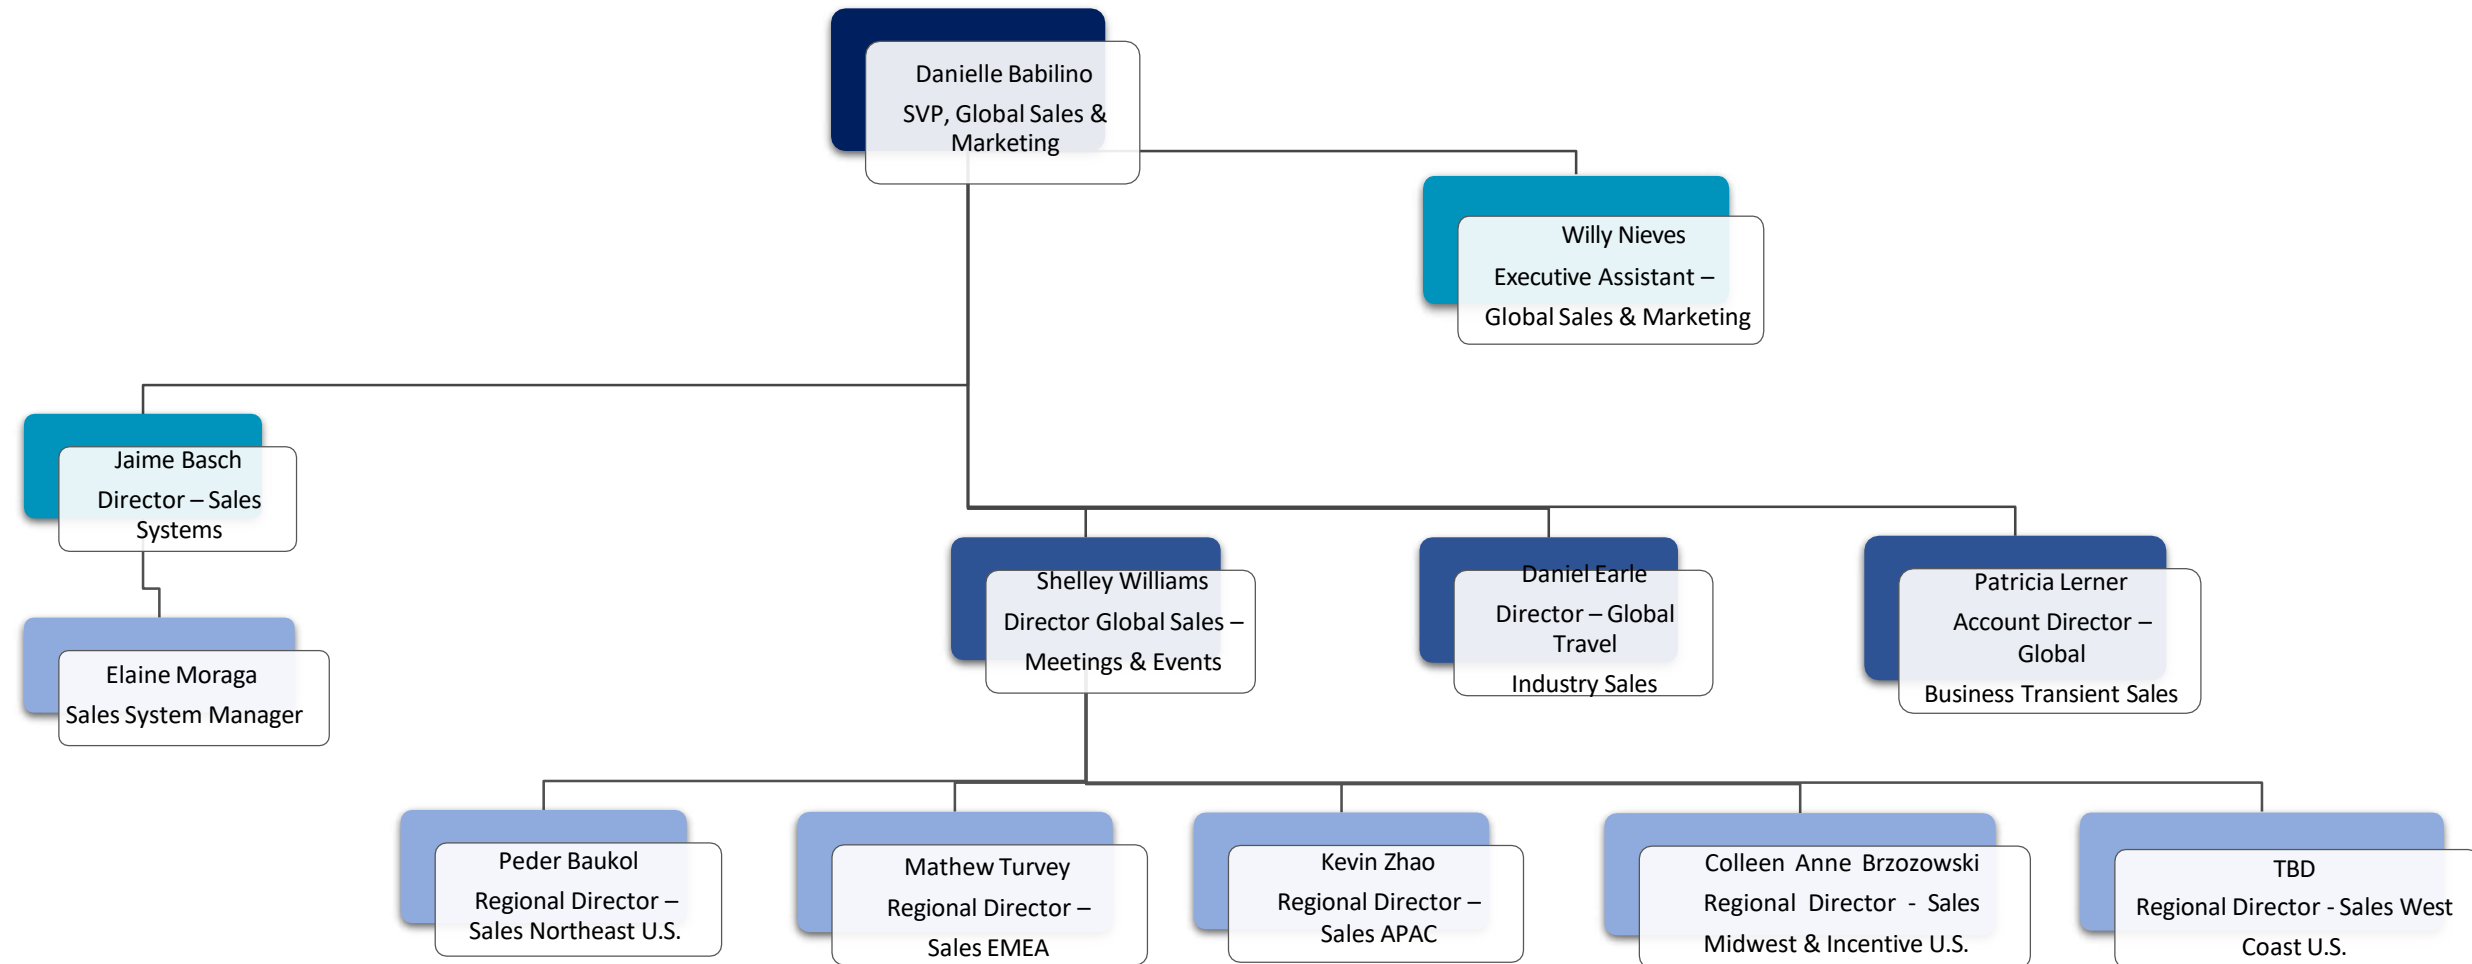 Danielle Babilino
SVP, Global Sales &
Marketing
Willy Nieves
Executive Assistant –
Global Sales & Marketing
Jaime Basch
Director – Sales
Systems
Elaine Moraga
Sales System Manager
Shelley Williams
Director Global Sales –
Meetings & Events
Daniel Earle
Director – Global
Travel
Industry Sales
Patricia Lerner
Account Director –
Global
Business Transient Sales
Peder Baukol
Regional Director –
Sales Northeast U.S.
Mathew Turvey
Regional Director –
Sales EMEA
Kevin Zhao
Regional Director –
Sales APAC
Colleen Anne Brzozowski
Regional Director - Sales
Midwest & Incentive U.S.
TBD
Regional Director - Sales West
Coast U.S.